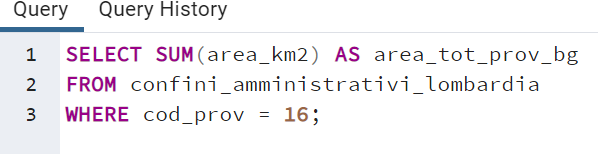 Query Query History
1 SELECT SUM(area_km2) AS area_tot_prov_bg
2 FROM confini_amministrativi_lombardia
3 WHERE cod_prov = 16;